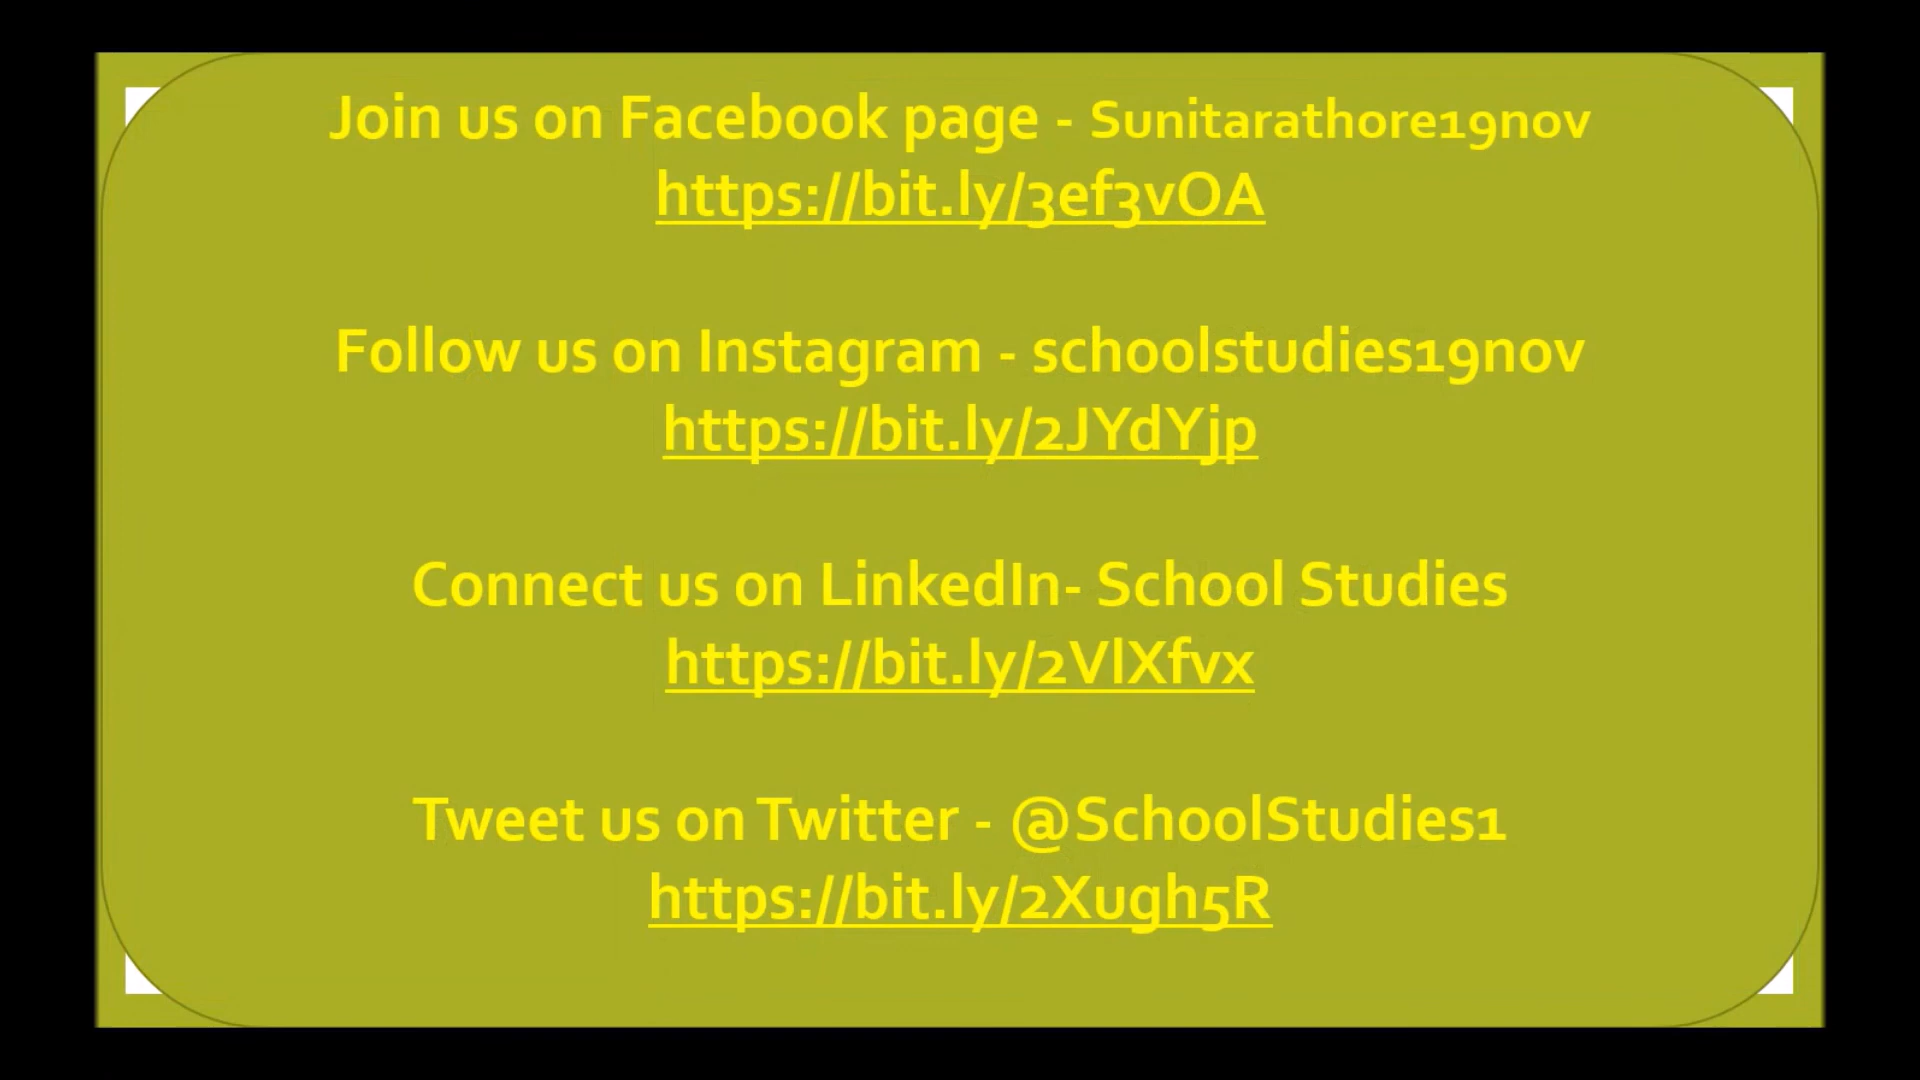 Join us on Facebook page - Sunitarathore19nov
https://bit.ly/3ef3vOA
Follow us on Instagram - schoolstudies19nov
https://bit.ly/2JYdYjp
Connect us on LinkedIn- School Studies
https://bit.ly/2VlXfvx
Tweet us on Twitter - @SchoolStudies1
https://bit.ly/2Xugh5R